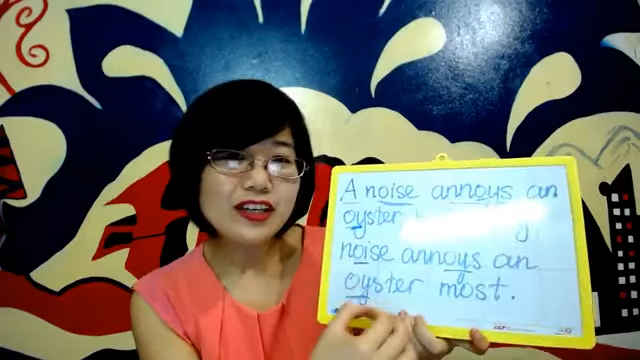 A noise annoys an
oyster
noise annoys an
oyster most.